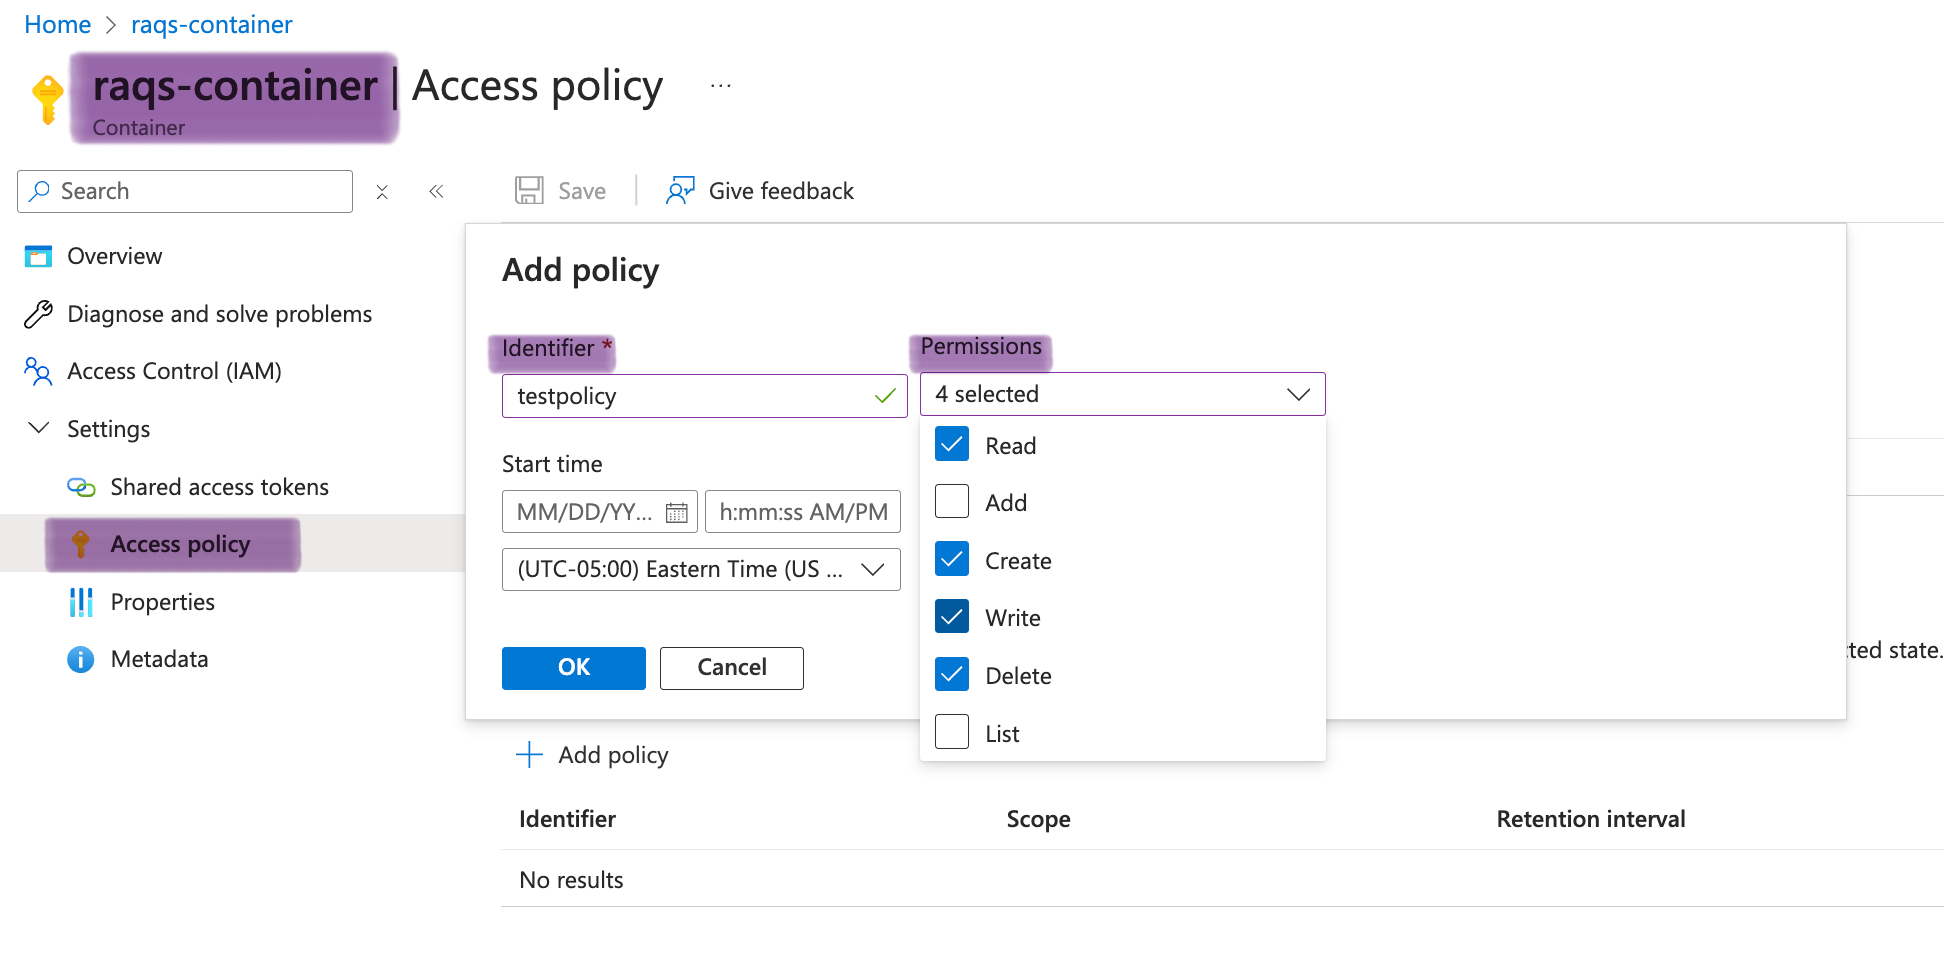 Home > raqs-container
raqs-container | Access policy ...
Container
Search
Save
Give feedback
Overview
Diagnose and solve problems
Access Control (IAM)
Settings
Shared access tokens
Access policy
Properties
Metadata
Add policy
Identifier *
testpolicy
Permissions
4 selected
Read
Add
Create
Write
Delete
List
Start time
MM/DD/YY... h:mm:ss AM/PM
(UTC-05:00) Eastern Time (US ...
OK Cancel
state.
Add policy
Identifier Scope Retention interval
No results